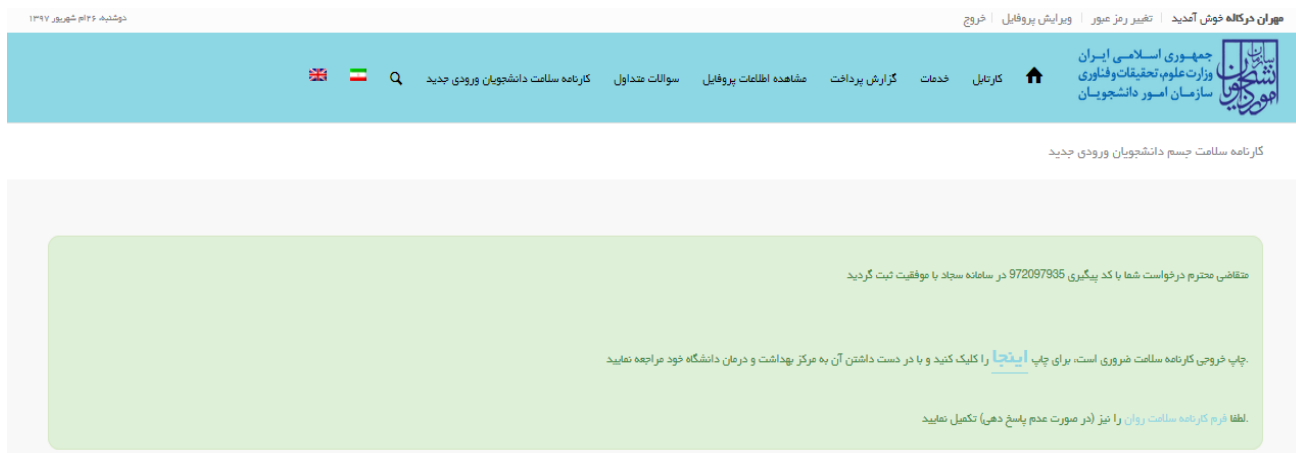 مهران درکاله خوش آمدید | تغییر رمز عبور | ویرایش پروفایل | خروج
دوشنبه، ۲۶ام شهریور ۱۳۹۷
سازمان امور دانشجویان
جمهوری اسلامی ایران
وزارت علوم، تحقیقات و فناوری
سازمان امور دانشجویان
کارتابل خدمات گزارش پرداخت مشاهده اطلاعات پروفایل سوالات متداول کارنامه سلامت دانشجویان ورودی جدید
کارنامه سلامت جسم دانشجویان ورودی جدید
متقاضی محترم درخواست شما با کد پیگیری 972097935 در سامانه سجاد با موفقیت ثبت گردید
.چاپ خروجی کارنامه سلامت ضروری است، برای چاپ اینجا را کلیک کنید و با در دست داشتن آن به مرکز بهداشت و درمان دانشگاه خود مراجعه نمایید
.لطفا فرم کارنامه سلامت روان را نیز (در صورت عدم پاسخ دهی) تکمیل نمایید